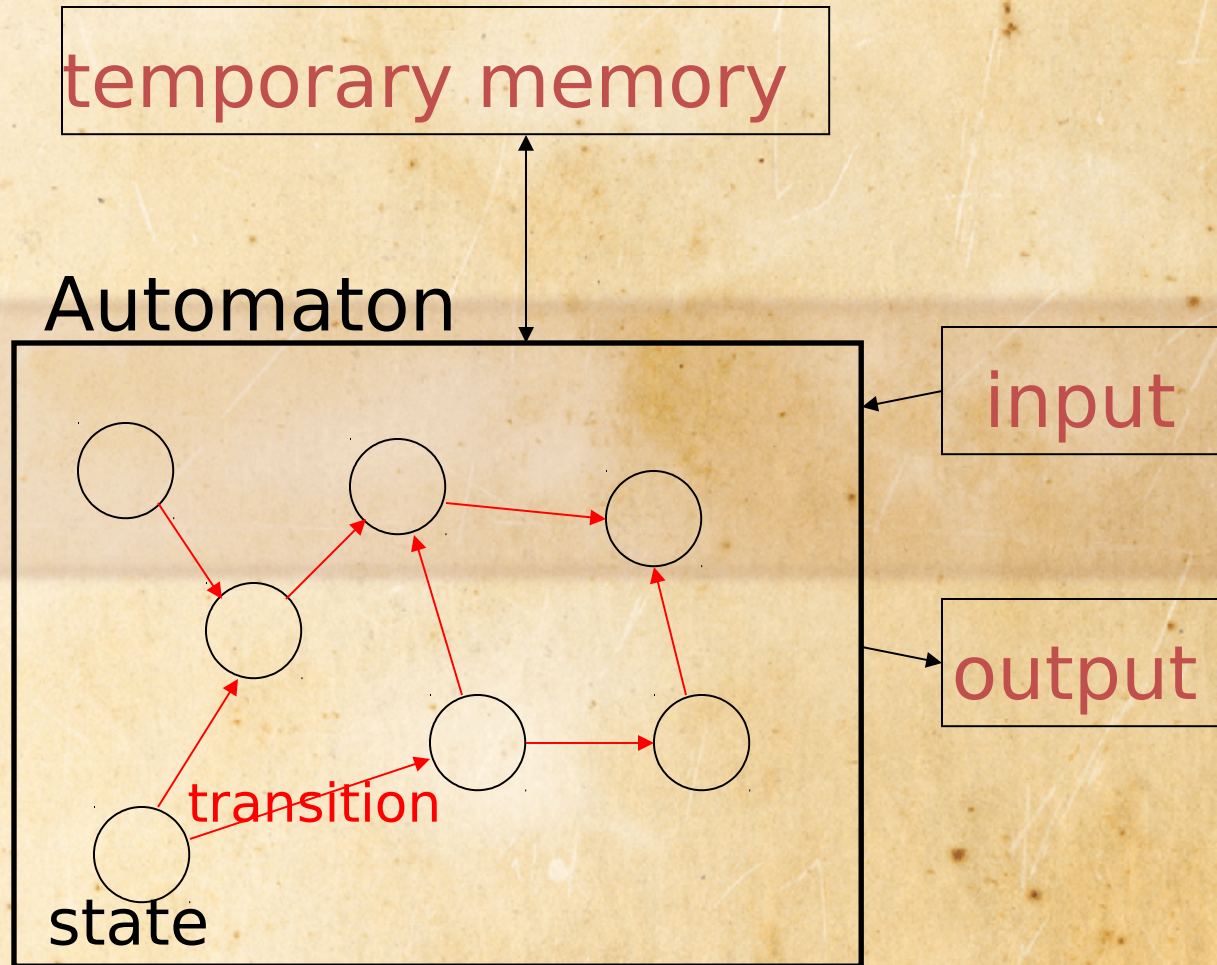 temporary memory
Automaton
input
output
transition
state